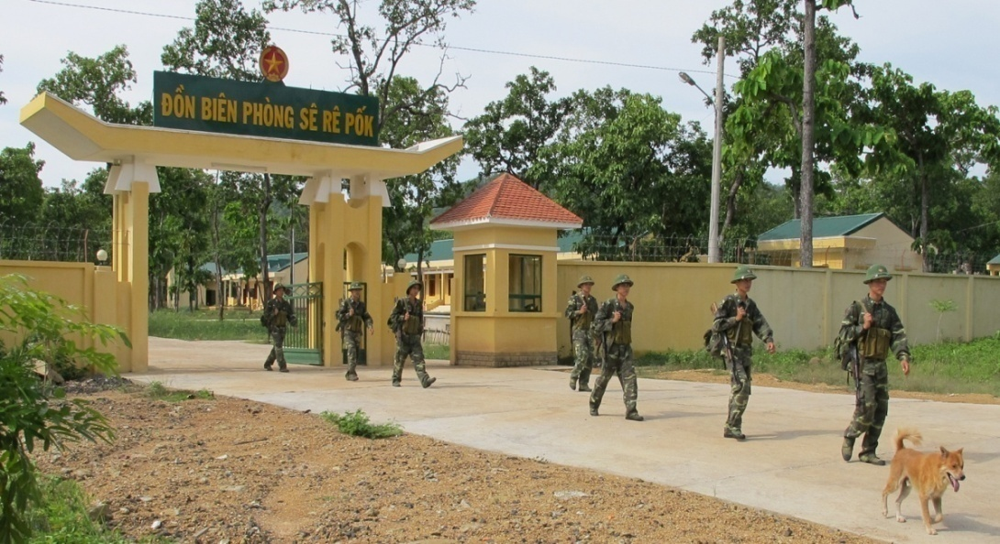 ĐỒN BIÊN PHÒNG SÊ RÊ PỐK